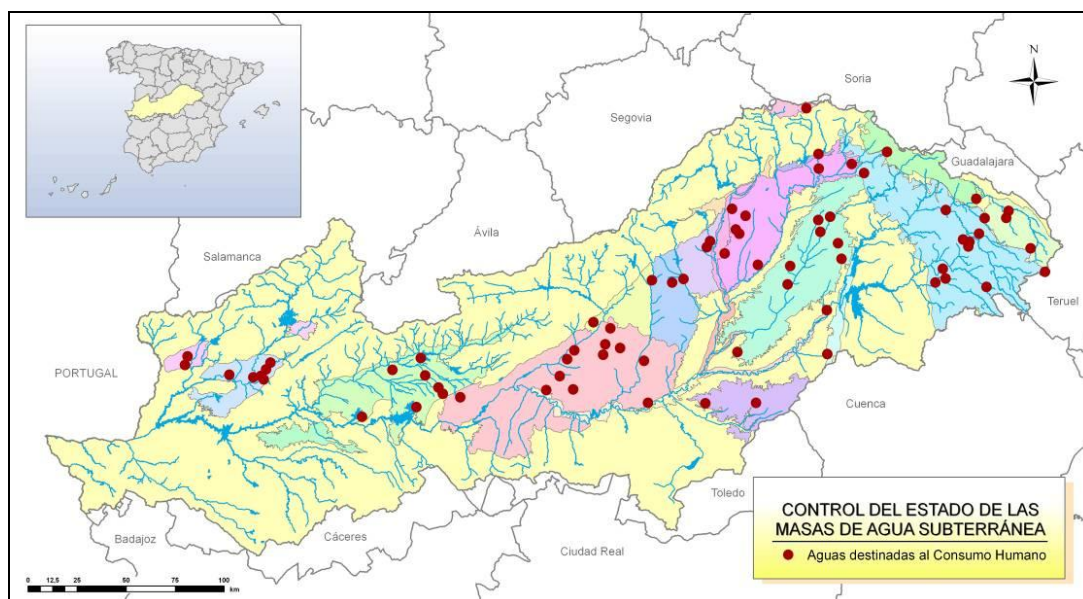 N
Soria
Segovia
Guadalajara
Ávila
Salamanca
Teruel
PORTUGAL
Cuenca
Toledo
Badajoz
Cáceres
Ciudad Real
CONTROL DEL ESTADO DE LAS
MASAS DE AGUA SUBTERRÁNEA
Aguas destinadas al Consumo Humano
0 12,5 25 50 75 100
km